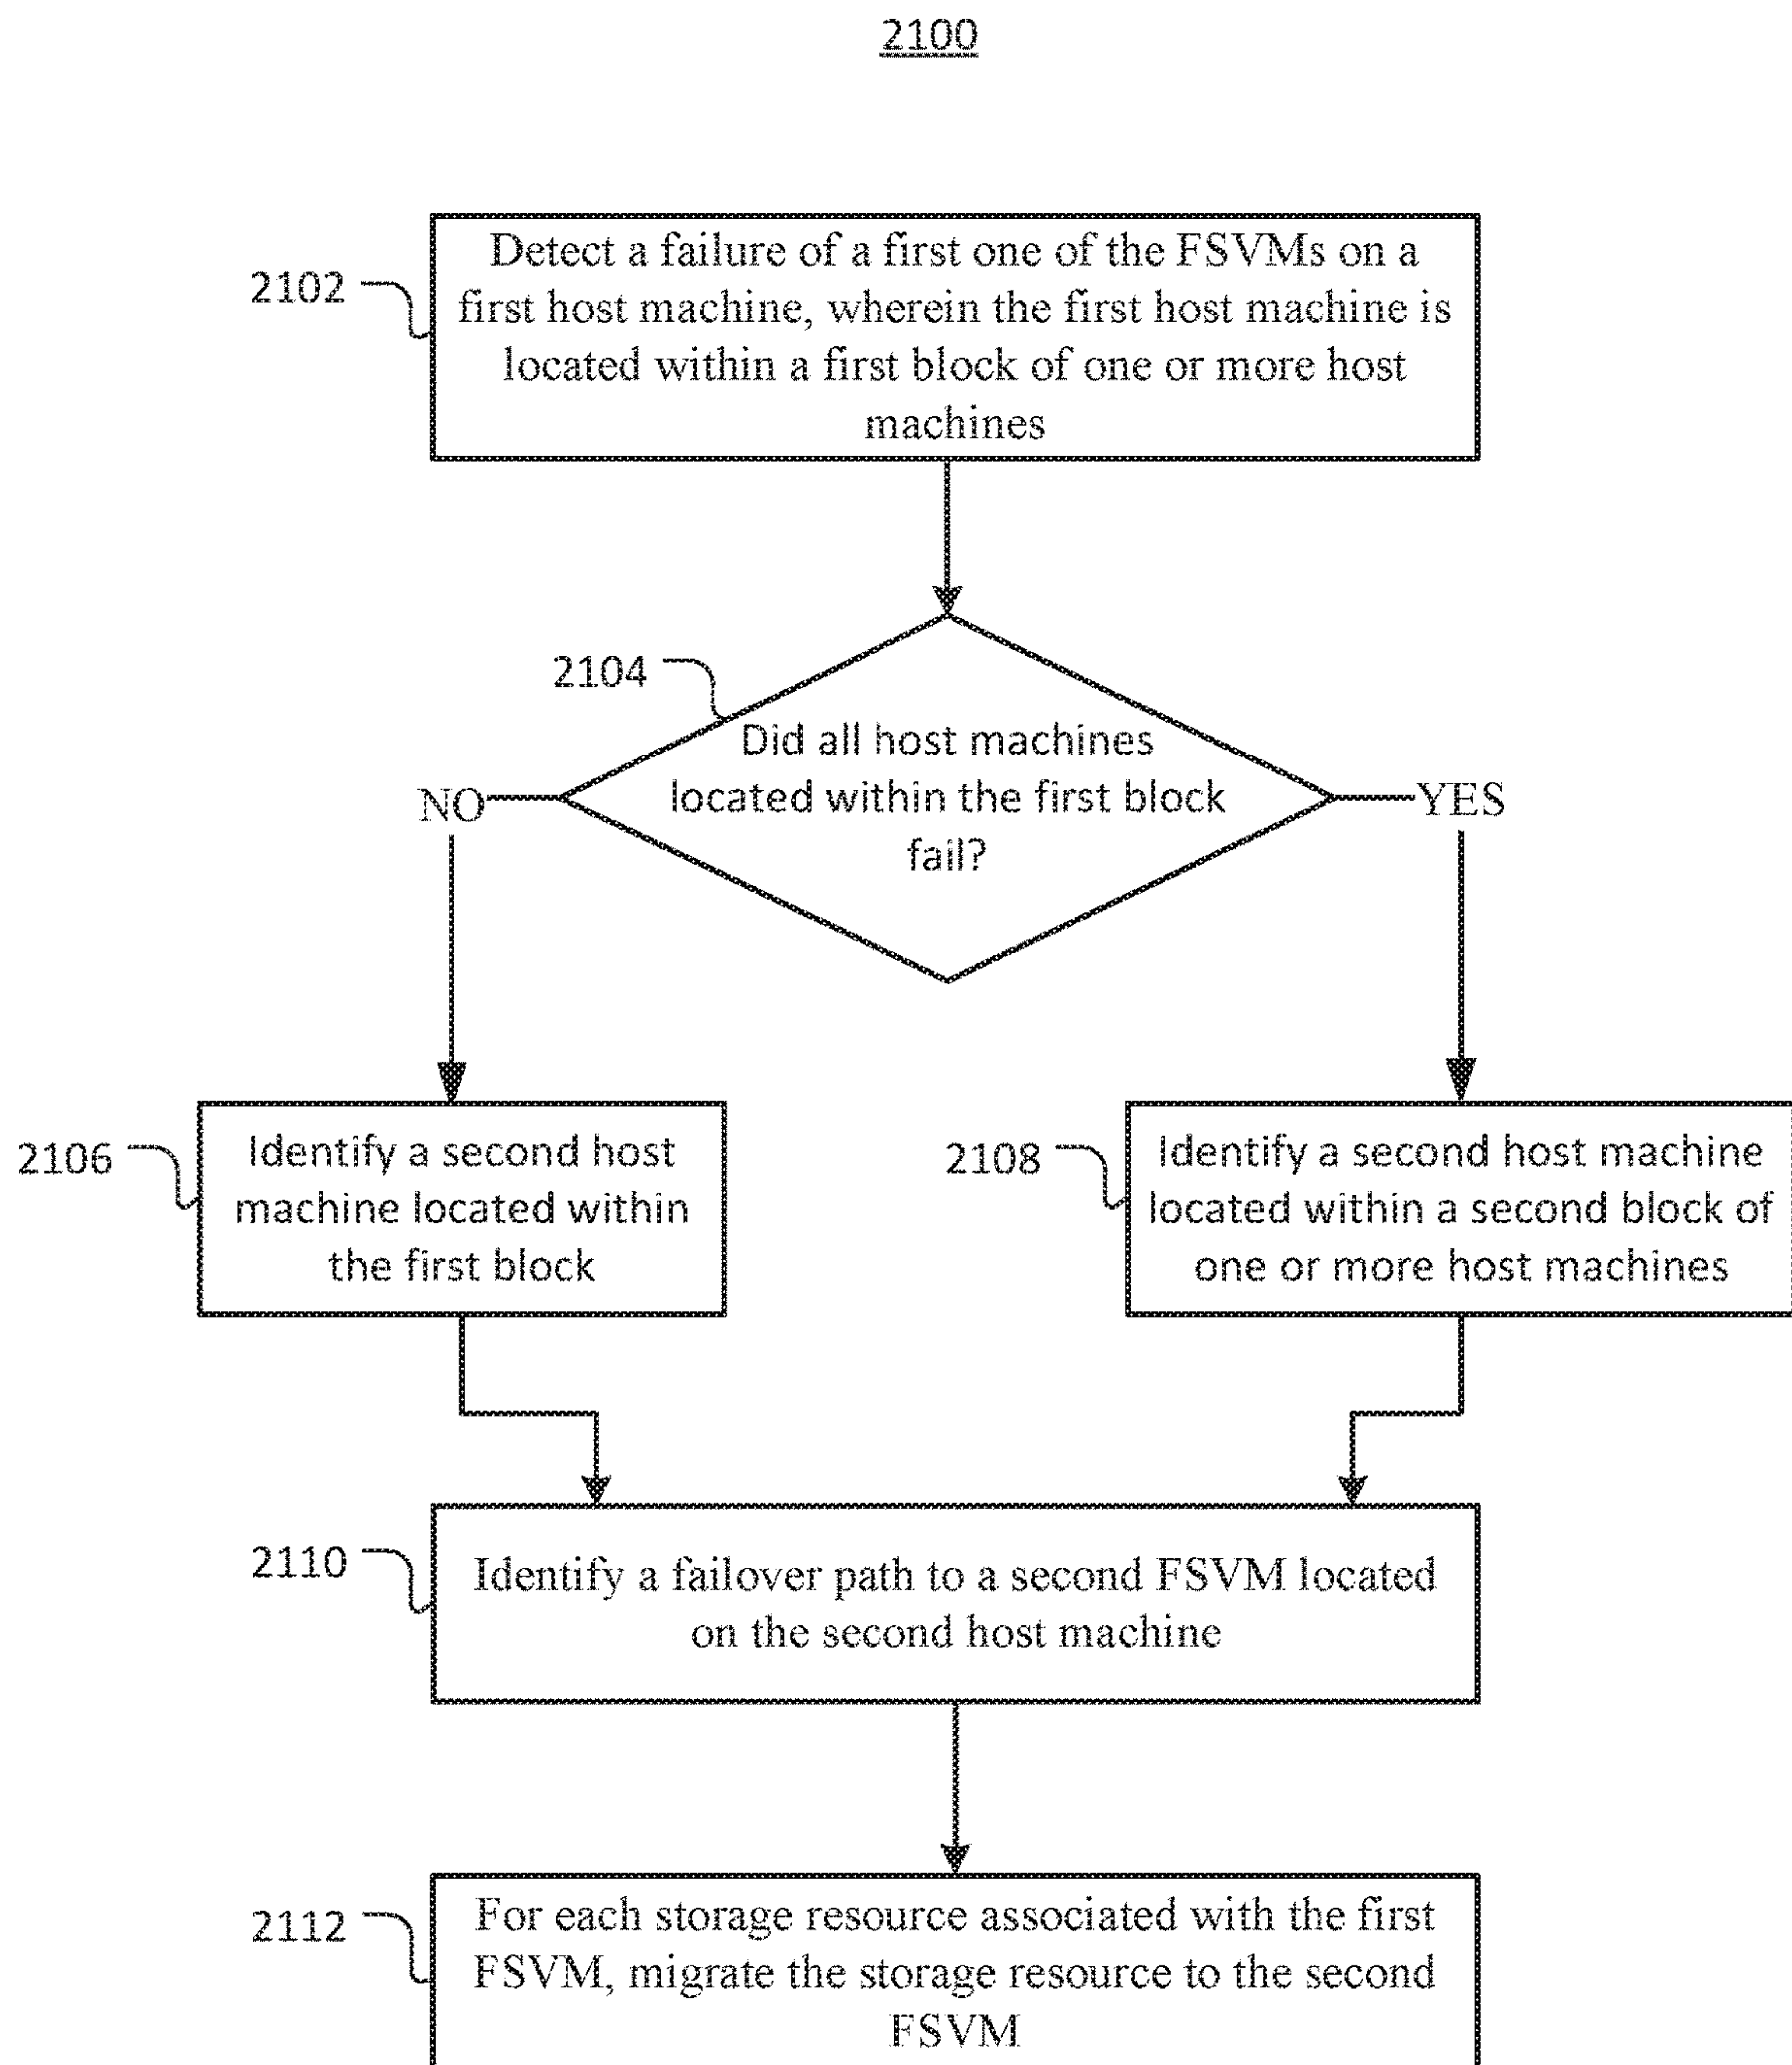 2100
2102
Detect a failure of a first one of the FSVMs on a
first host machine, wherein the first host machine is
located within a first block of one or more host
machines
2104
Did all host machines
located within the first block
fail?
NO
YES
2106
Identify a second host
machine located within
the first block
2108
Identify a second host machine
located within a second block of
one or more host machines
2110
Identify a failover path to a second FSVM located
on the second host machine
2112
For each storage resource associated with the first
FSVM, migrate the storage resource to the second
FSVM